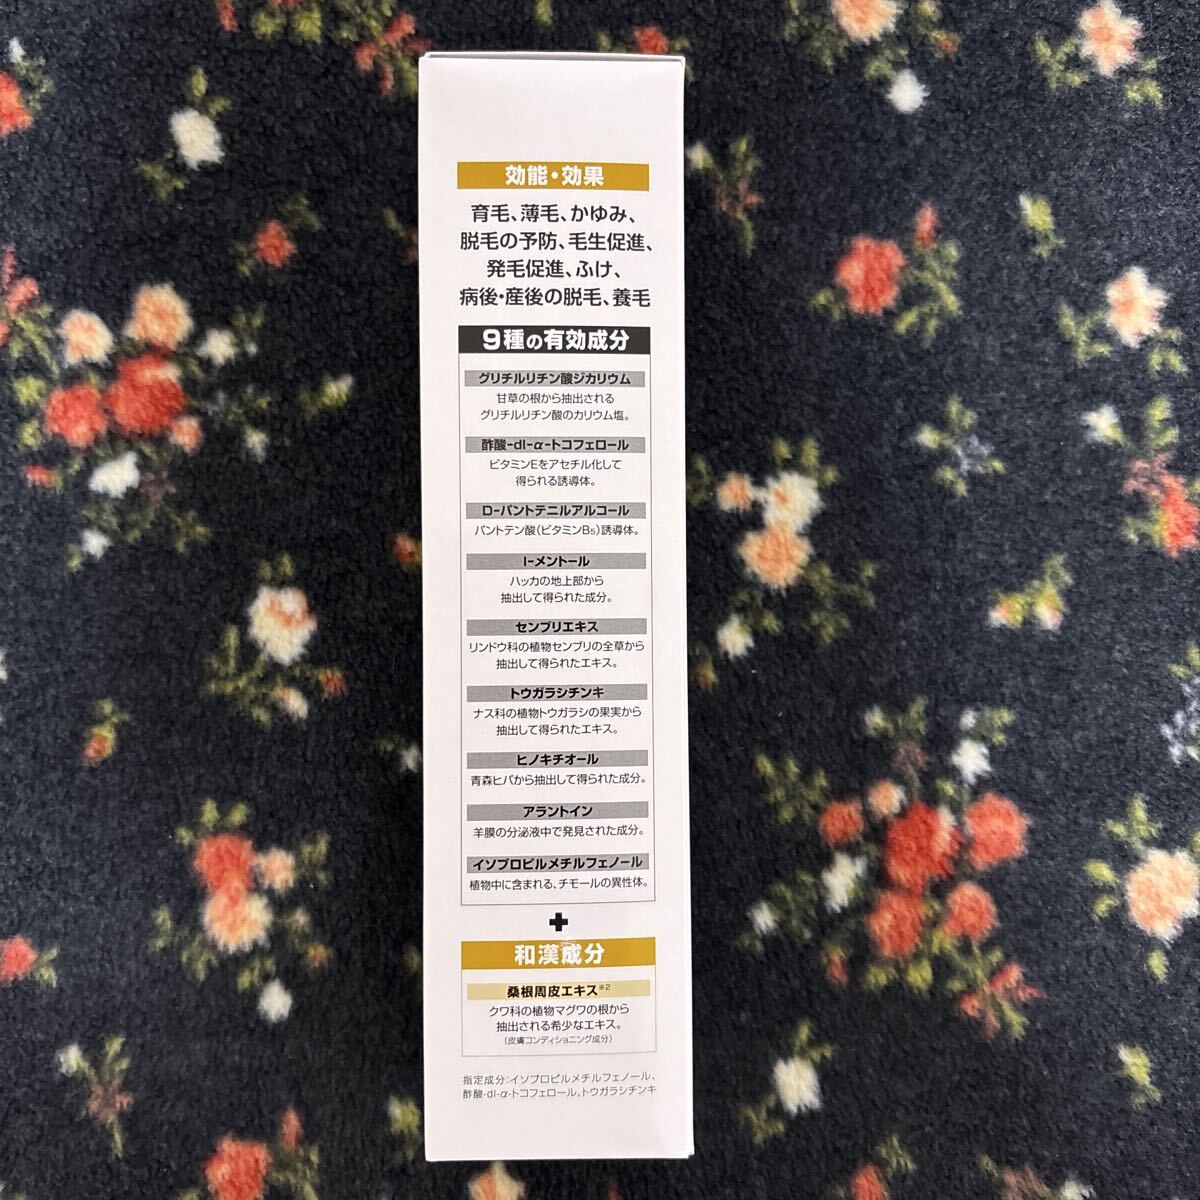 効能・効果
育毛、薄毛、かゆみ、
脱毛の予防、毛生促進、
発毛促進、ふけ、
病後・産後の脱毛、養毛
9種の有効成分
グリチルリチン酸ジカリウム
甘草の根から抽出される
グリチルリチン酸のカリウム塩。
酢酸-dl-α-トコフェロール
ビタミンEをアセチル化して
得られる誘導体。
D-パントテニルアルコール
パントテン酸(ビタミンB5)誘導体。
l-メントール
ハッカの地上部から
抽出して得られた成分。
センブリエキス
リンドウ科の植物センブリの全草から
抽出して得られたエキス。
トウガラシチンキ
ナス科の植物トウガラシの果実から
抽出して得られたエキス。
ヒノキチオール
青森ヒバから抽出して得られた成分。
アラントイン
羊膜の分泌液中で発見された成分。
イソプロピルメチルフェノール
植物中に含まれる、チモールの異性体。
+
和漢成分
桑根周皮エキス※2
クワ科の植物マグワの根から
抽出される希少なエキス。
(皮膚コンディショニング成分)
指定成分:イソプロピルメチルフェノール、
酢酸-dl-α-トコフェロール、トウガラシチンキ